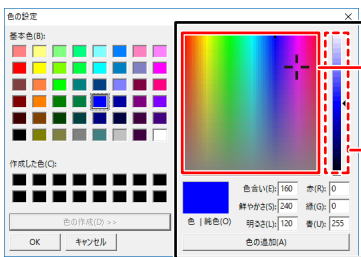 色の設定
基本色(B):
作成した色(C):
色の作成(D) >>
OK キャンセル
色 | 純色(O)
色合い(E): 160 赤(R): 0
鮮やかさ(S): 240 緑(G): 0
明るさ(L): 120 青(U): 255
色の追加(A)